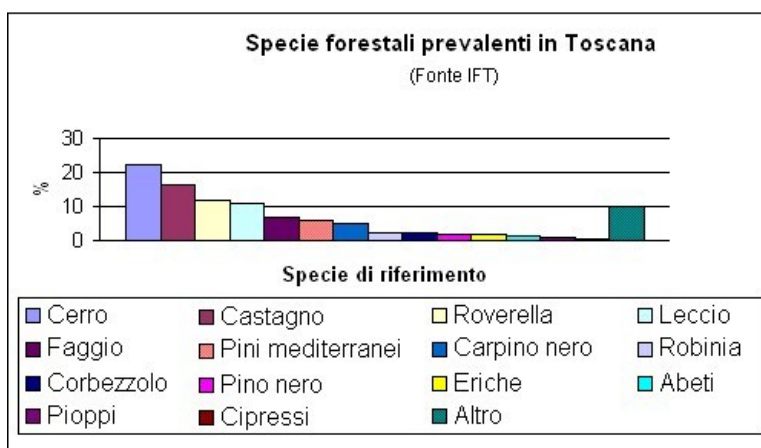 Specie forestali prevalenti in Toscana
(Fonte IFT)
30
20
10
0
%
Specie di riferimento
Cerro Castagno Roverella Leccio
Faggio Pini mediterranei Carpino nero Robinia
Corbezzolo Pino nero Eriche Abeti
Pioppi Cipressi Altro